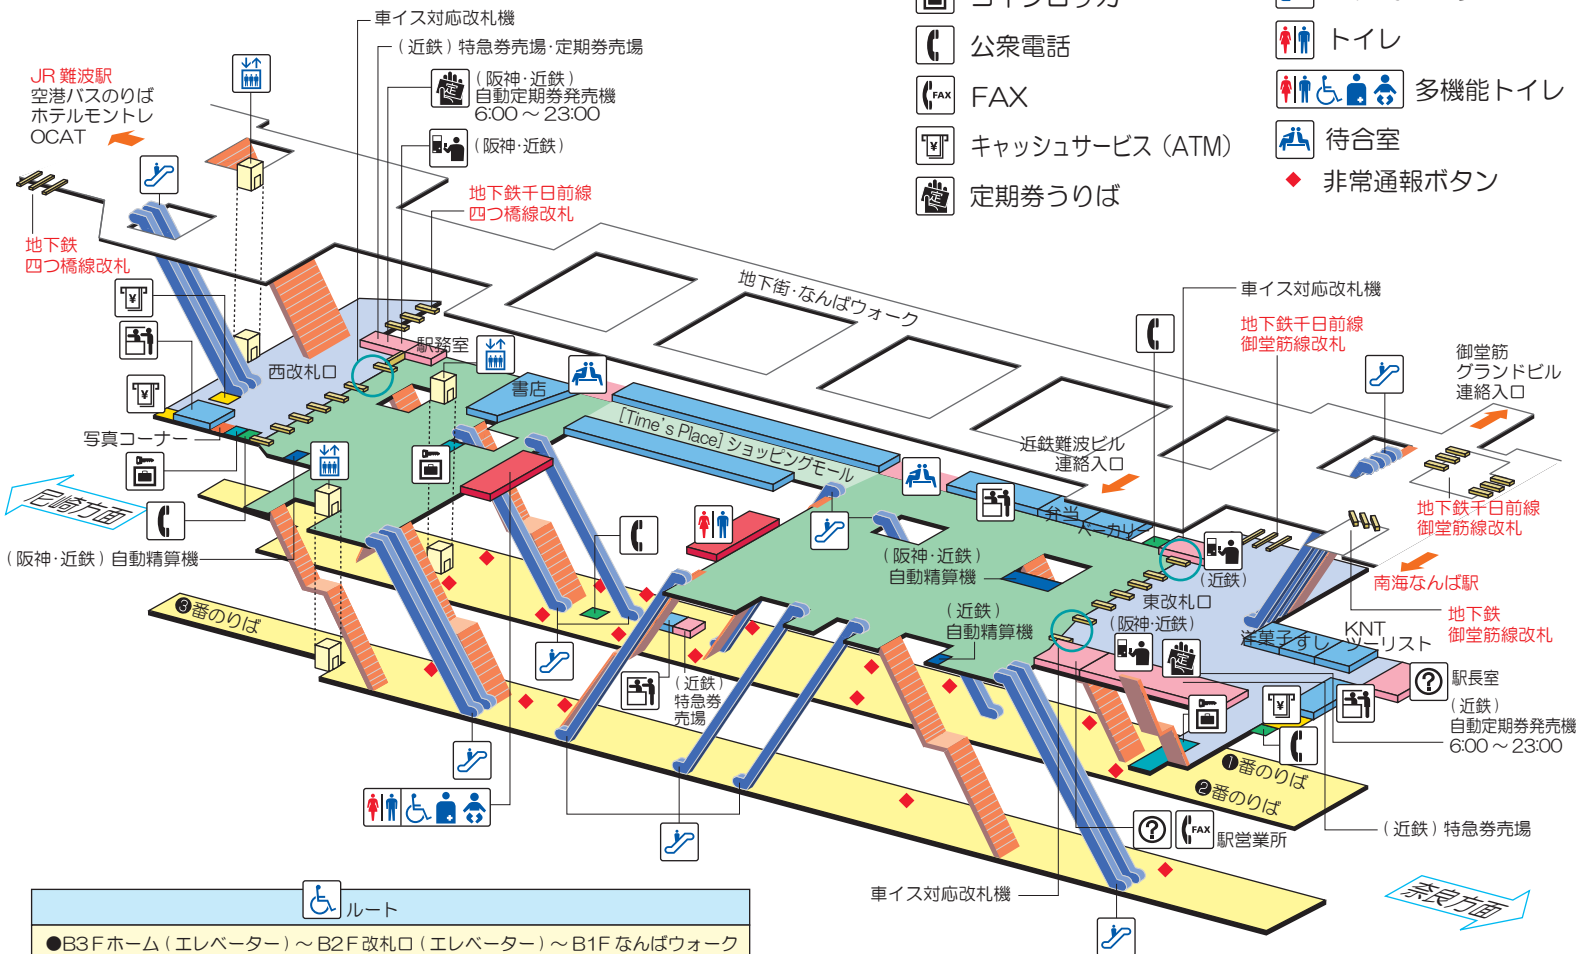 車イス対応改札機
(近鉄)特急券売場・定期券売場
JR 難波駅
空港バスのりば
ホテルモントレ
OCAT
(阪神・近鉄)
自動定期券発売機
6:00～23:00
(阪神・近鉄)
地下鉄千日前線
四つ橋線改札
地下鉄
四つ橋線改札
公衆電話
FAX
FAX
キャッシュサービス(ATM)
定期券うりば
トイレ
多機能トイレ
待合室
非常通報ボタン
地下街・なんばウォーク
車イス対応改札機
地下鉄千日前線
御堂筋線改札
御堂筋
グランドビル
連絡入口
駅務室
西改札口
書店
[Time's Place] ショッピングモール
写真コーナー
近鉄難波ビル
連絡入口
弁当
ベーカリー
地下鉄千日前線
御堂筋線改札
南海なんば駅
地下鉄
御堂筋線改札
尼崎方面
(阪神・近鉄)自動精算機
(阪神・近鉄)
自動精算機
(近鉄)
自動精算機
(近鉄)
東改札口
(阪神・近鉄)
洋菓子
すし
KNT
ツーリスト
駅長室
(近鉄)
自動定期券発売機
6:00～23:00
❸番のりば
(近鉄)
特急券
売場
❶番のりば
❷番のりば
(近鉄)特急券売場
FAX
駅営業所
車イス対応改札機
奈良方面
ルート
●B3Fホーム(エレベーター)～B2F改札口(エレベーター)～B1Fなんばウォーク